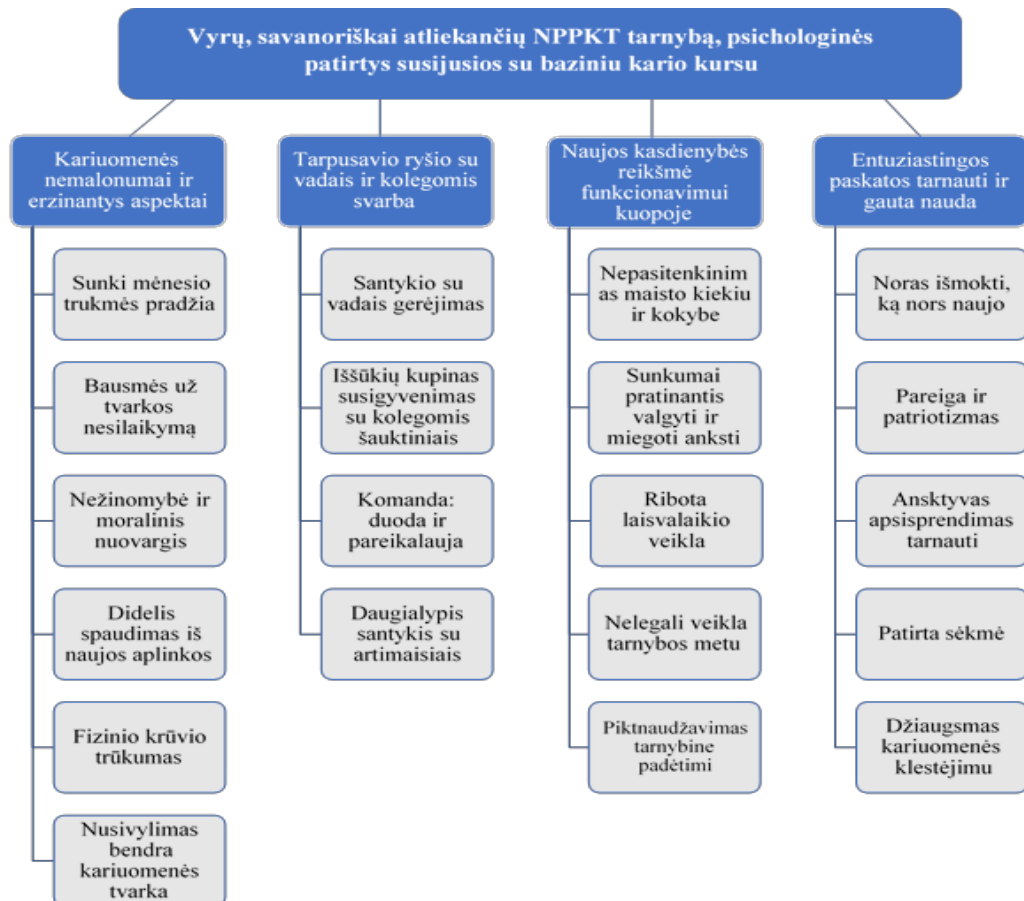 Vyrų, savanoriškai atliekančių NPPKT tarnybą, psichologinės
patirtys susijusios su baziniu kario kursu
Kariuomenės
nemalonumai ir
erzinantys aspektai
Sunki mėnesio
trukmės pradžia
Bausmės už
tvarkos
nesilaikymą
Nežinomybė ir
moralinis
nuovargis
Didelis
spaudimas iš
naujos aplinkos
Fizinio krūvio
trūkumas
Nusivylimas
bendra
kariuomenės
tvarka
Tarpusavio ryšio su
vadais ir kolegomis
svarba
Santykio su
vadais gerėjimas
Iššūkių kupinas
susigyvenimas
su kolegomis
šauktiniais
Komanda:
duoda ir
pareikalauja
Daugialypis
santykis su
artimaisiais
Naujos kasdienybės
reikšmė
funkcionavimui
kuopoje
Nepasitenkinim
as maisto kiekiu
ir kokybe
Sunkumai
pratinantis
valgyti ir
miegoti anksti
Ribota
laisvalaikio
veikla
Nelegali veikla
tarnybos metu
Piktnaudžavimas
tarnybine
padėtimi
Entuziastingos
paskatos tarnauti ir
gauta nauda
Noras išmokti,
ką nors naujo
Pareiga ir
patriotizmas
Ansktyvas
apsisprendimas
tarnauti
Patirta sėkmė
Džiaugsmas
kariuomenės
klestėjimu